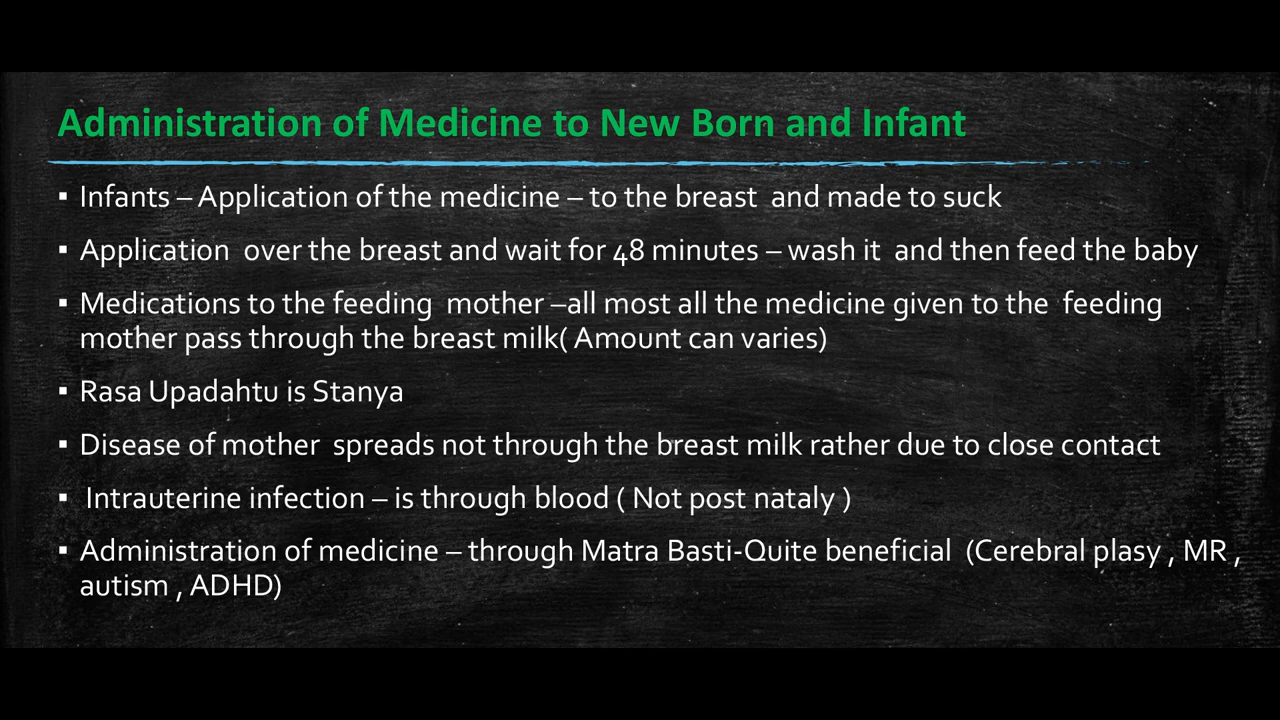 Administration of Medicine to New Born and Infant
▪ Infants – Application of the medicine – to the breast  and made to suck
▪ Application  over the breast and wait for 48 minutes – wash it  and then feed the baby
▪ Medications to the feeding  mother –all most all the medicine given to the  feeding
mother pass through the breast milk( Amount can varies)
▪ Rasa Upadahtu is Stanya
▪ Disease of mother  spreads not through the breast milk rather due to close contact
▪  Intrauterine infection – is through blood ( Not post nataly )
▪ Administration of medicine – through Matra Basti-Quite beneficial  (Cerebral plasy , MR ,
autism , ADHD)